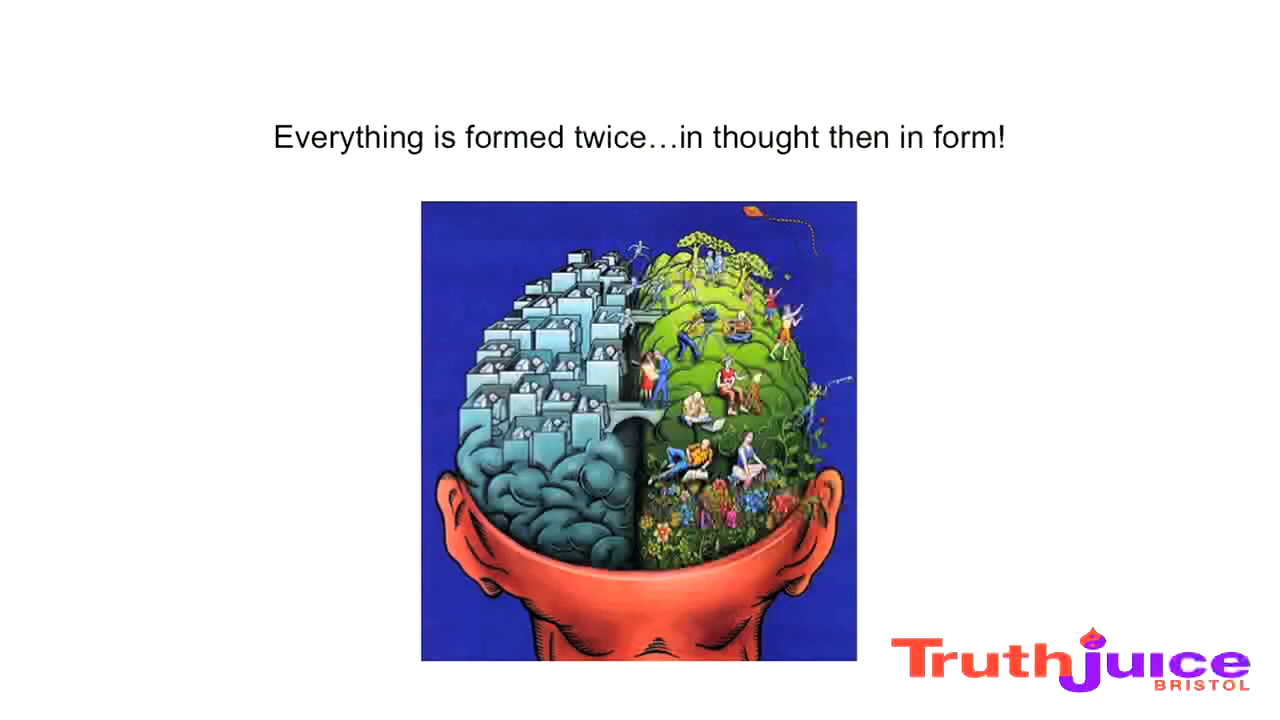 Everything is formed twice…in thought then in form!
Truthjuice
BRISTOL